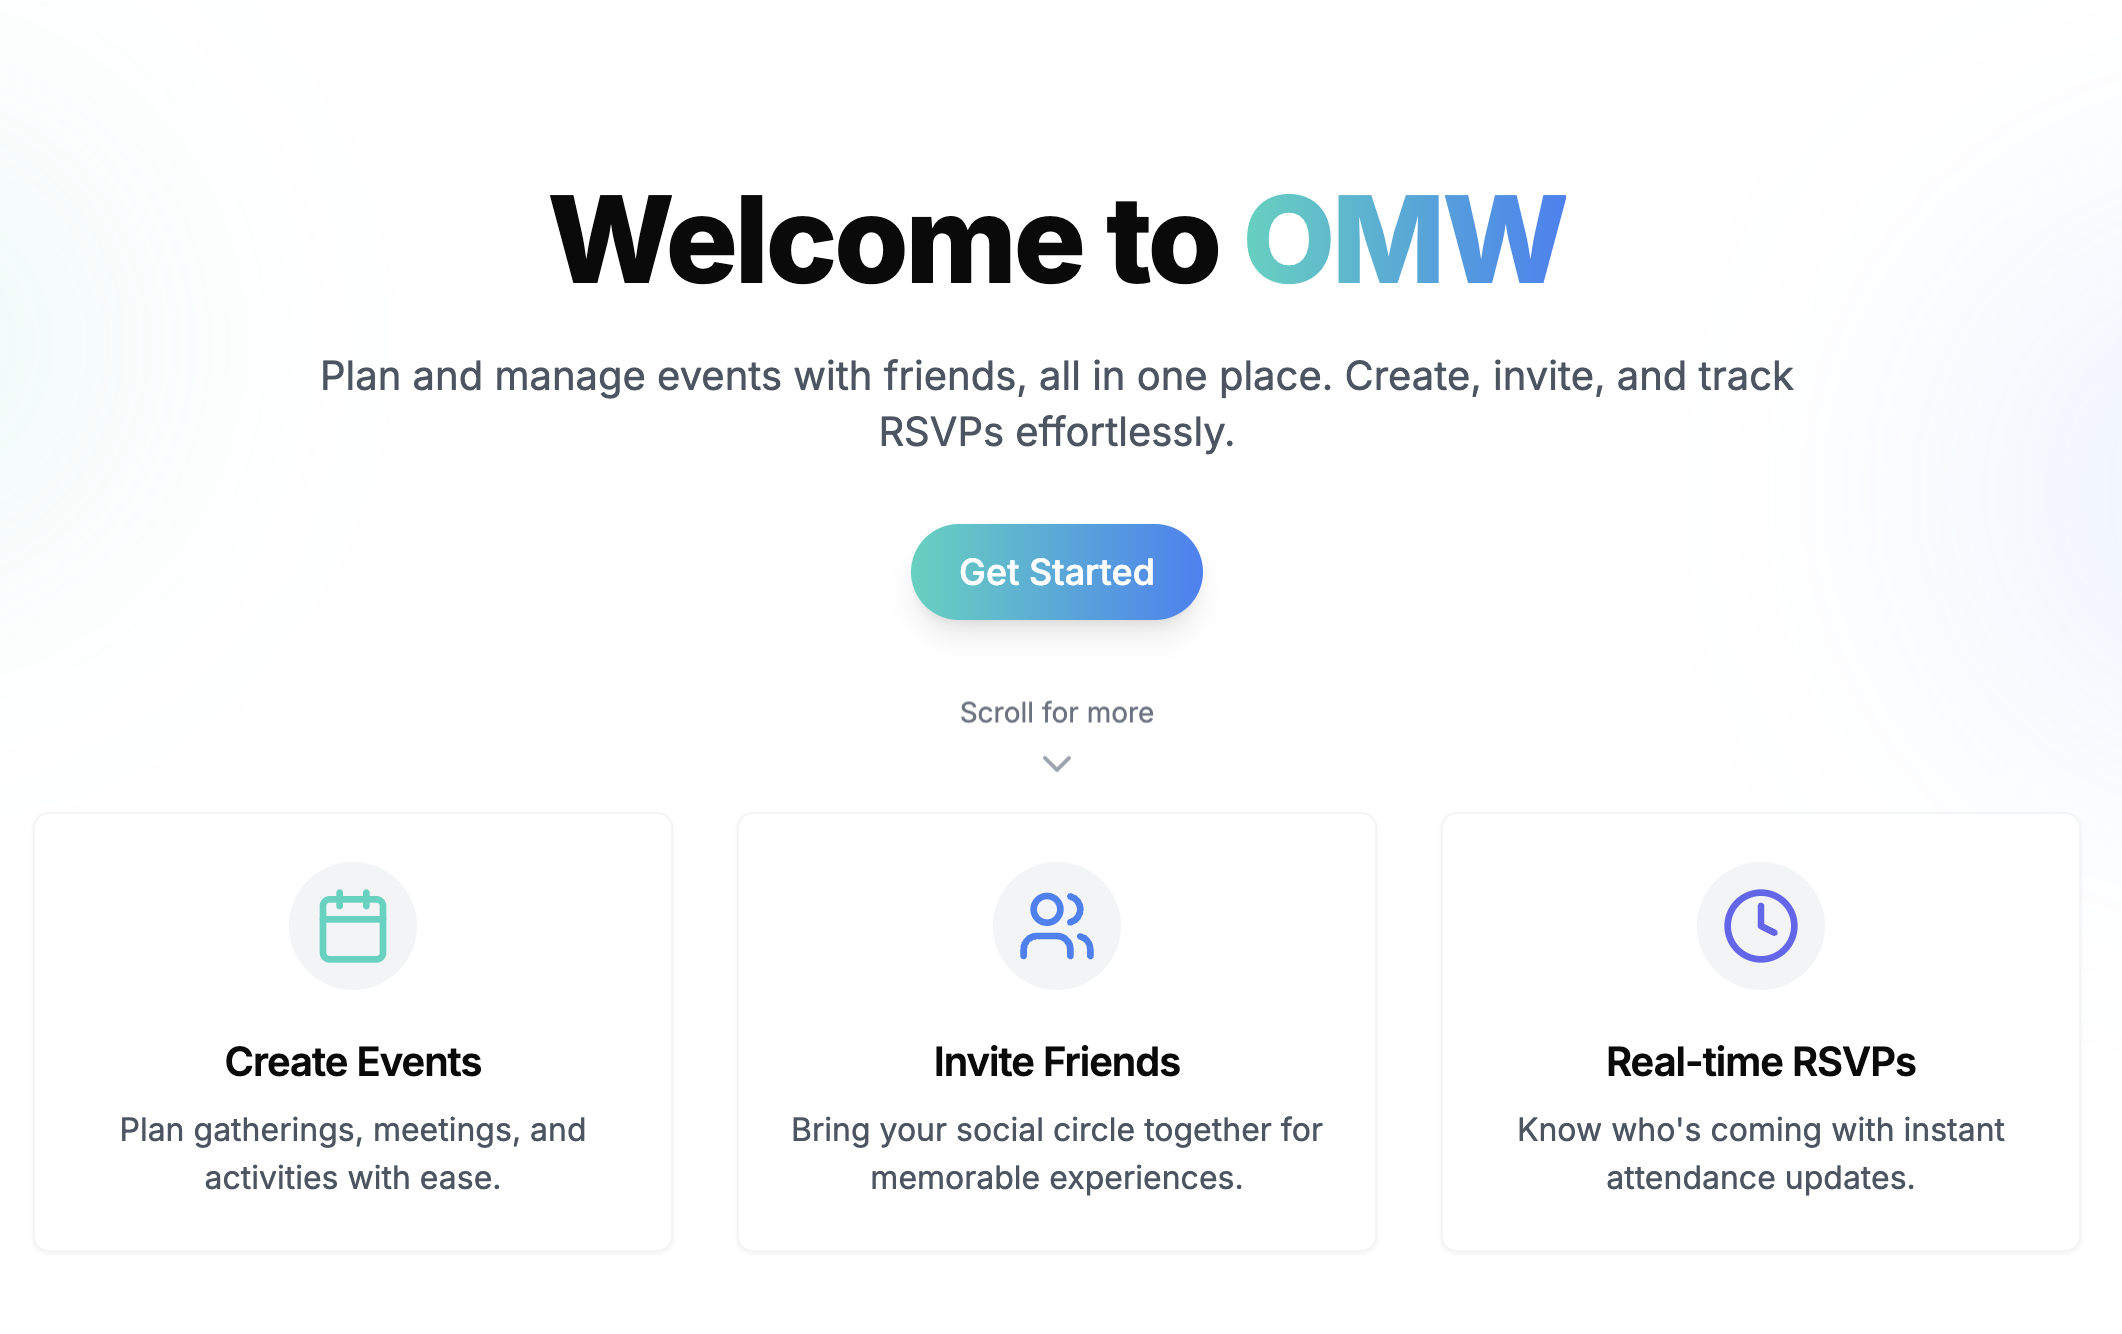 Welcome to OMW
Plan and manage events with friends, all in one place. Create, invite, and track
RSVPs effortlessly.
Get Started
Scroll for more
Create Events
Plan gatherings, meetings, and
activities with ease.
Invite Friends
Bring your social circle together for
memorable experiences.
Real-time RSVPs
Know who's coming with instant
attendance updates.